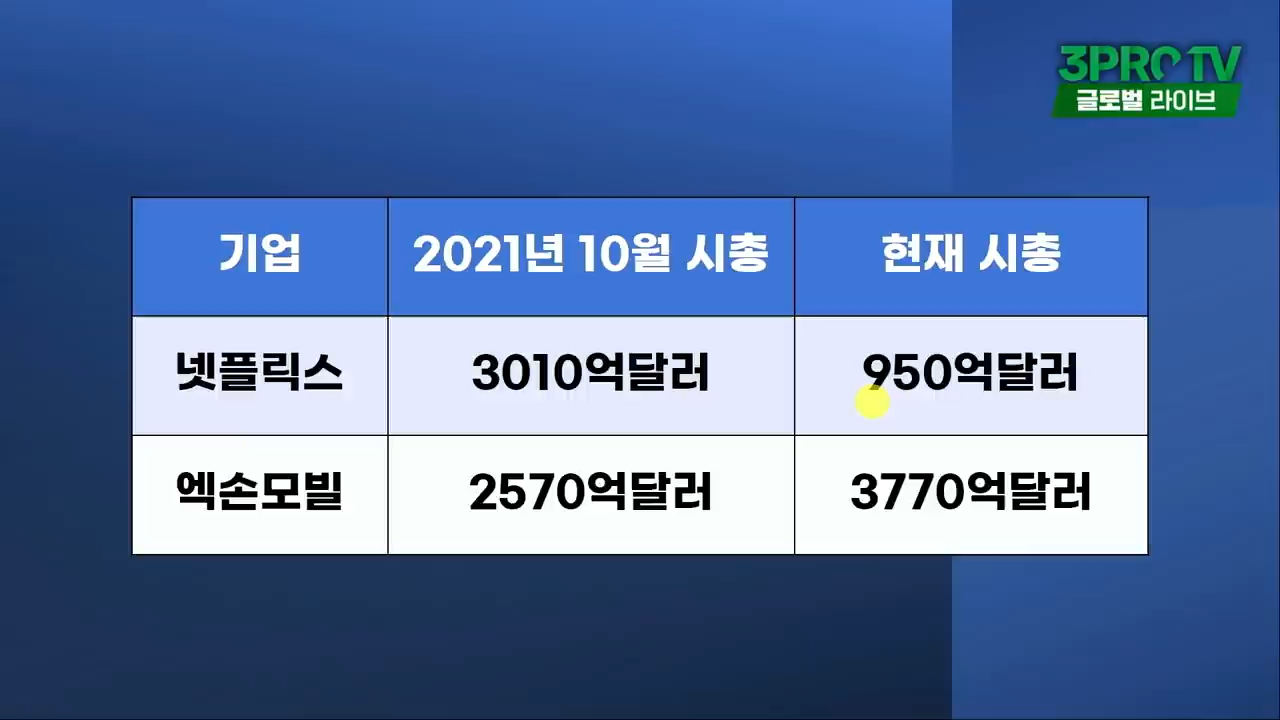 3PRO TV
글로벌 라이브
기업 2021년 10월 시총 현재 시총
넷플릭스 3010억달러 950억달러
엑손모빌 2570억달러 3770억달러